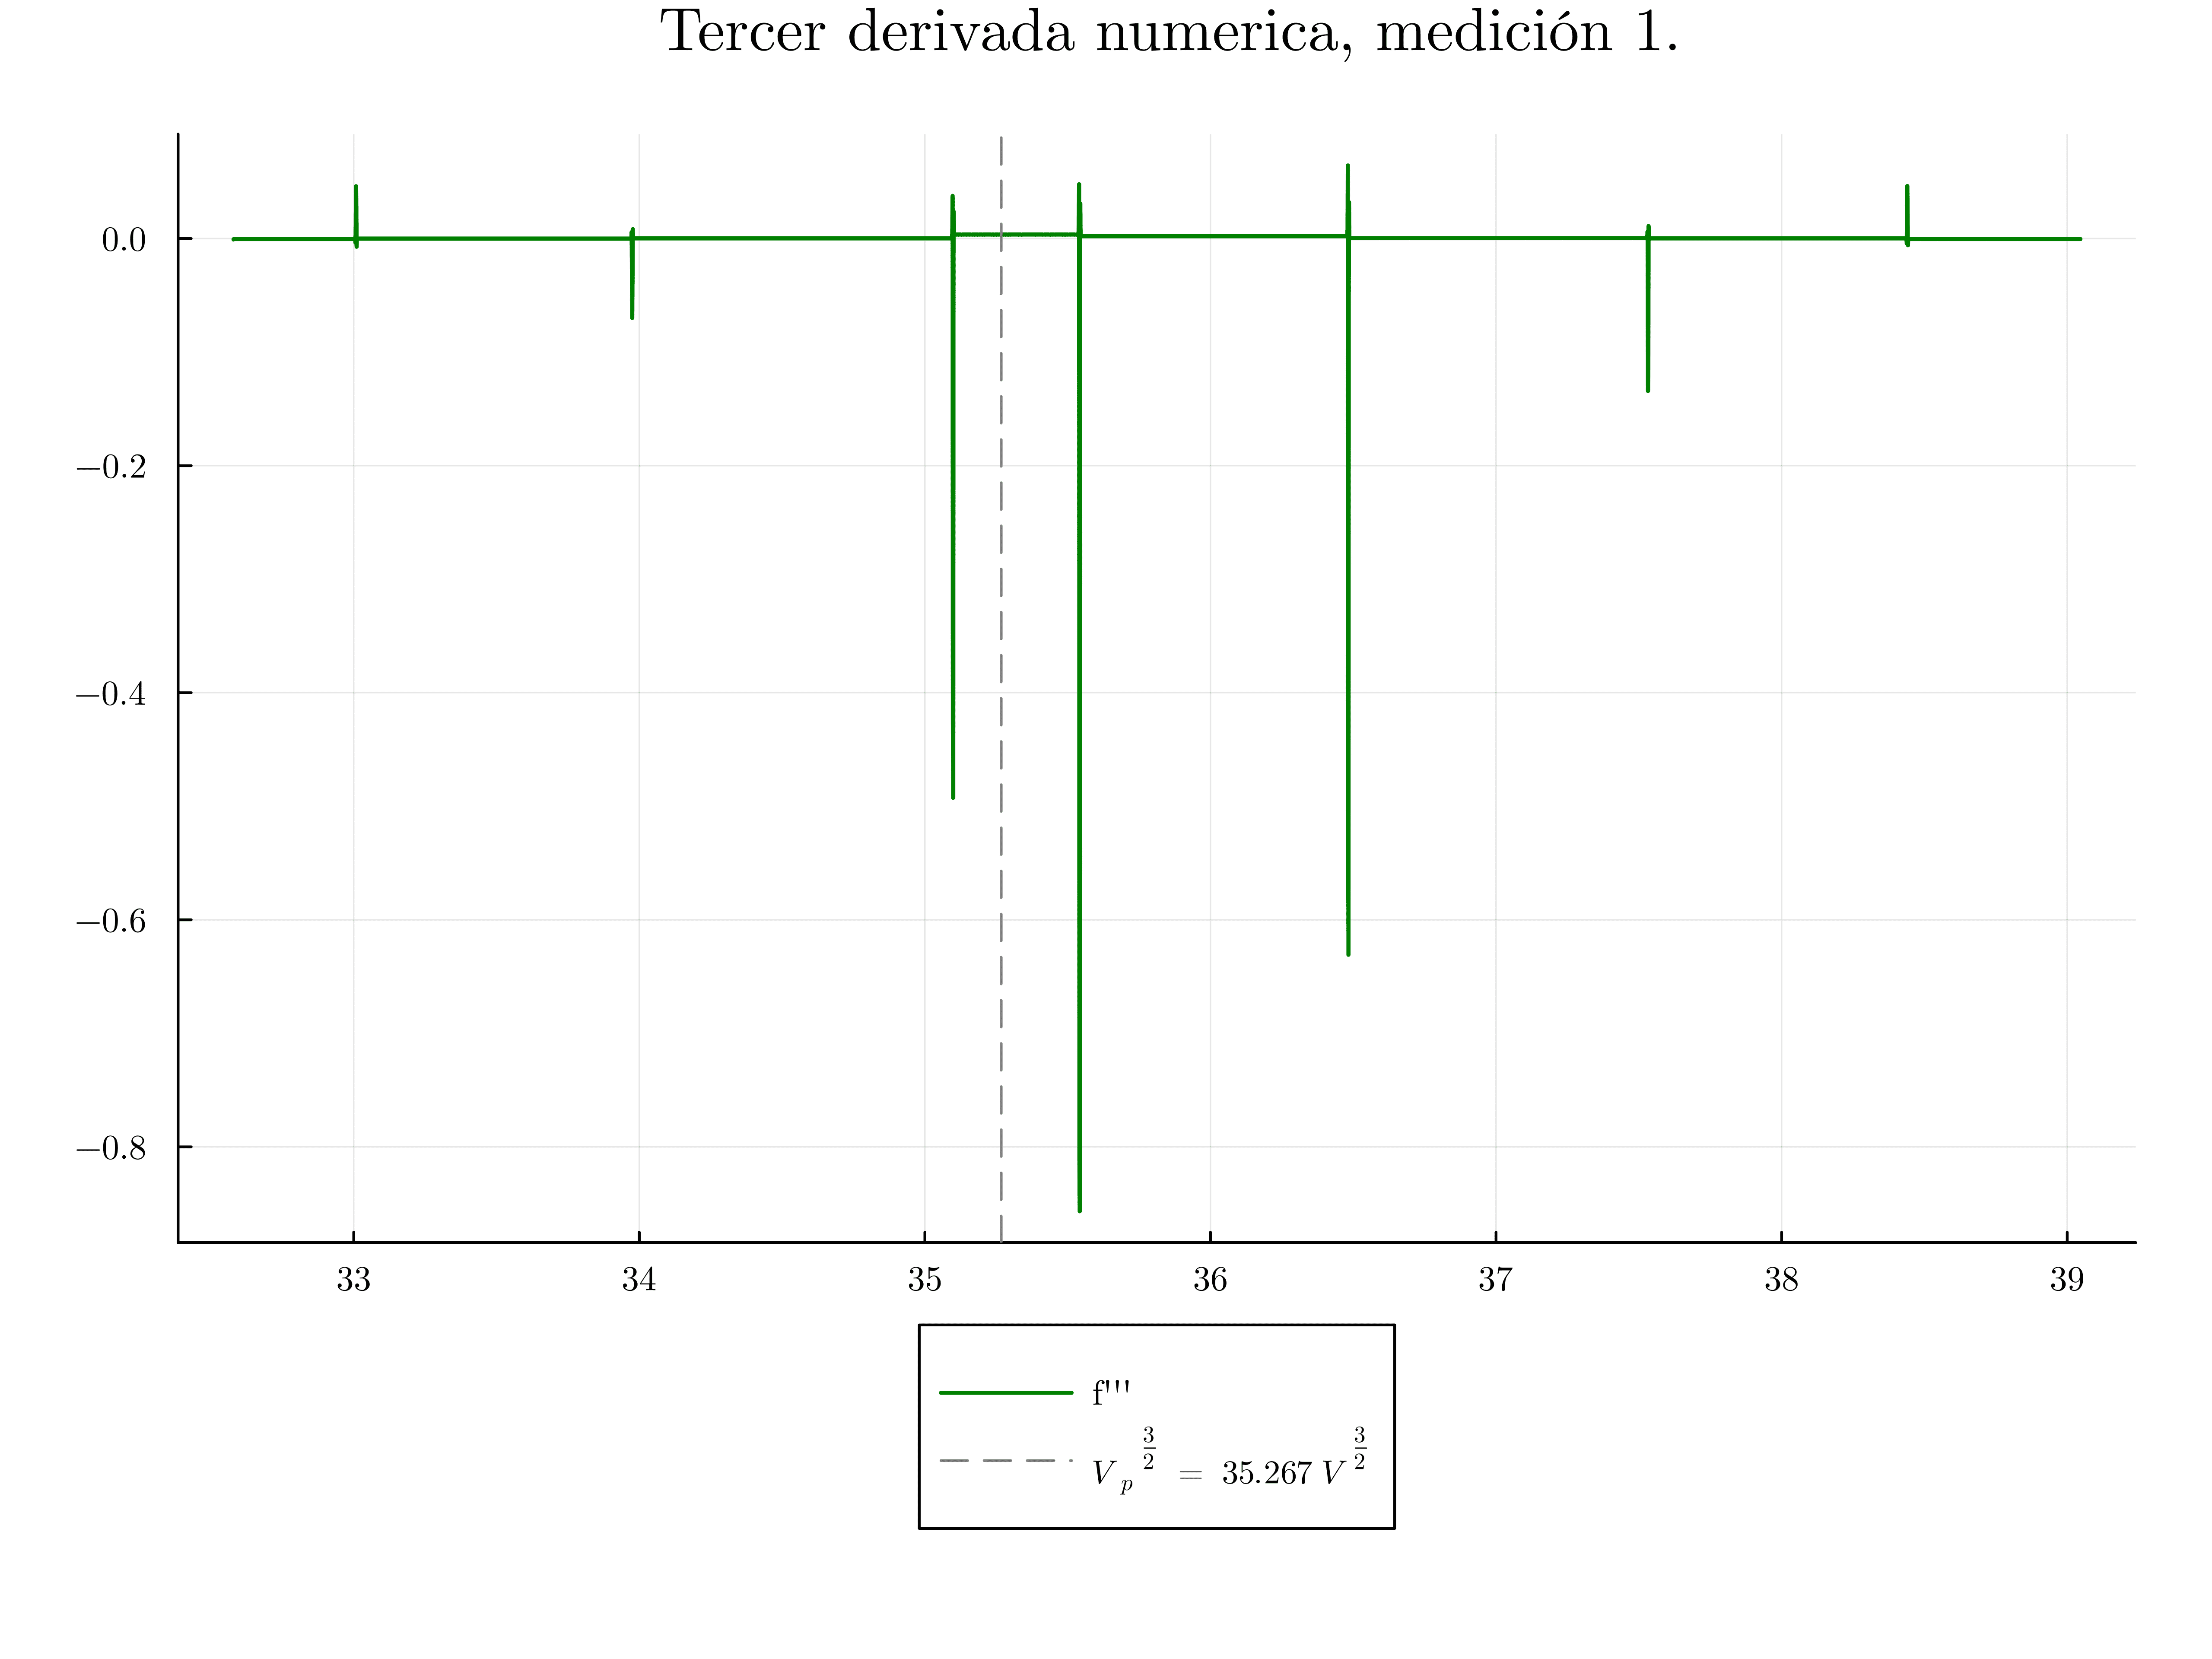 Tercer derivada numerica, medición 1.
0.0
−0.2
−0.4
−0.6
−0.8
33 34 35 36 37 38 39
f'''
V_p^{3/2} = 35.267 V^{3/2}